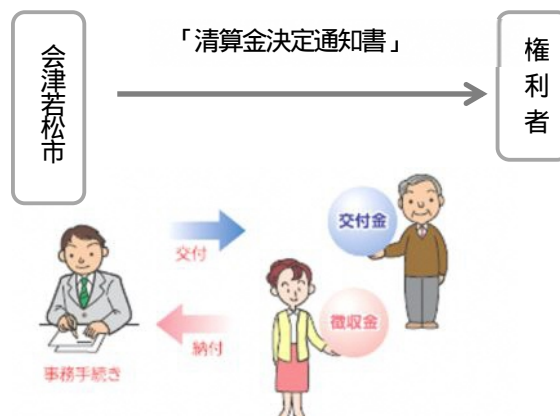 「清算金決定通知書」
会津若松市
権利者
交付金
交付
徴収金
納付
事務手続き